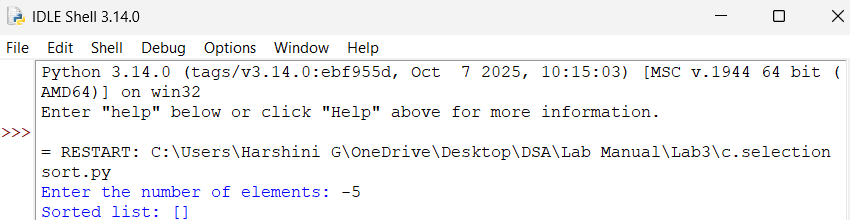 IDLE Shell 3.14.0
File Edit Shell Debug Options Window Help
Python 3.14.0 (tags/v3.14.0:ebf955d, Oct  7 2025, 10:15:03) [MSC v.1944 64 bit (
AMD64)] on win32
Enter "help" below or click "Help" above for more information.
>>>
= RESTART: C:\Users\Harshini G\OneDrive\Desktop\DSA\Lab Manual\Lab3\c.selection
sort.py
Enter the number of elements: -5
Sorted list: []